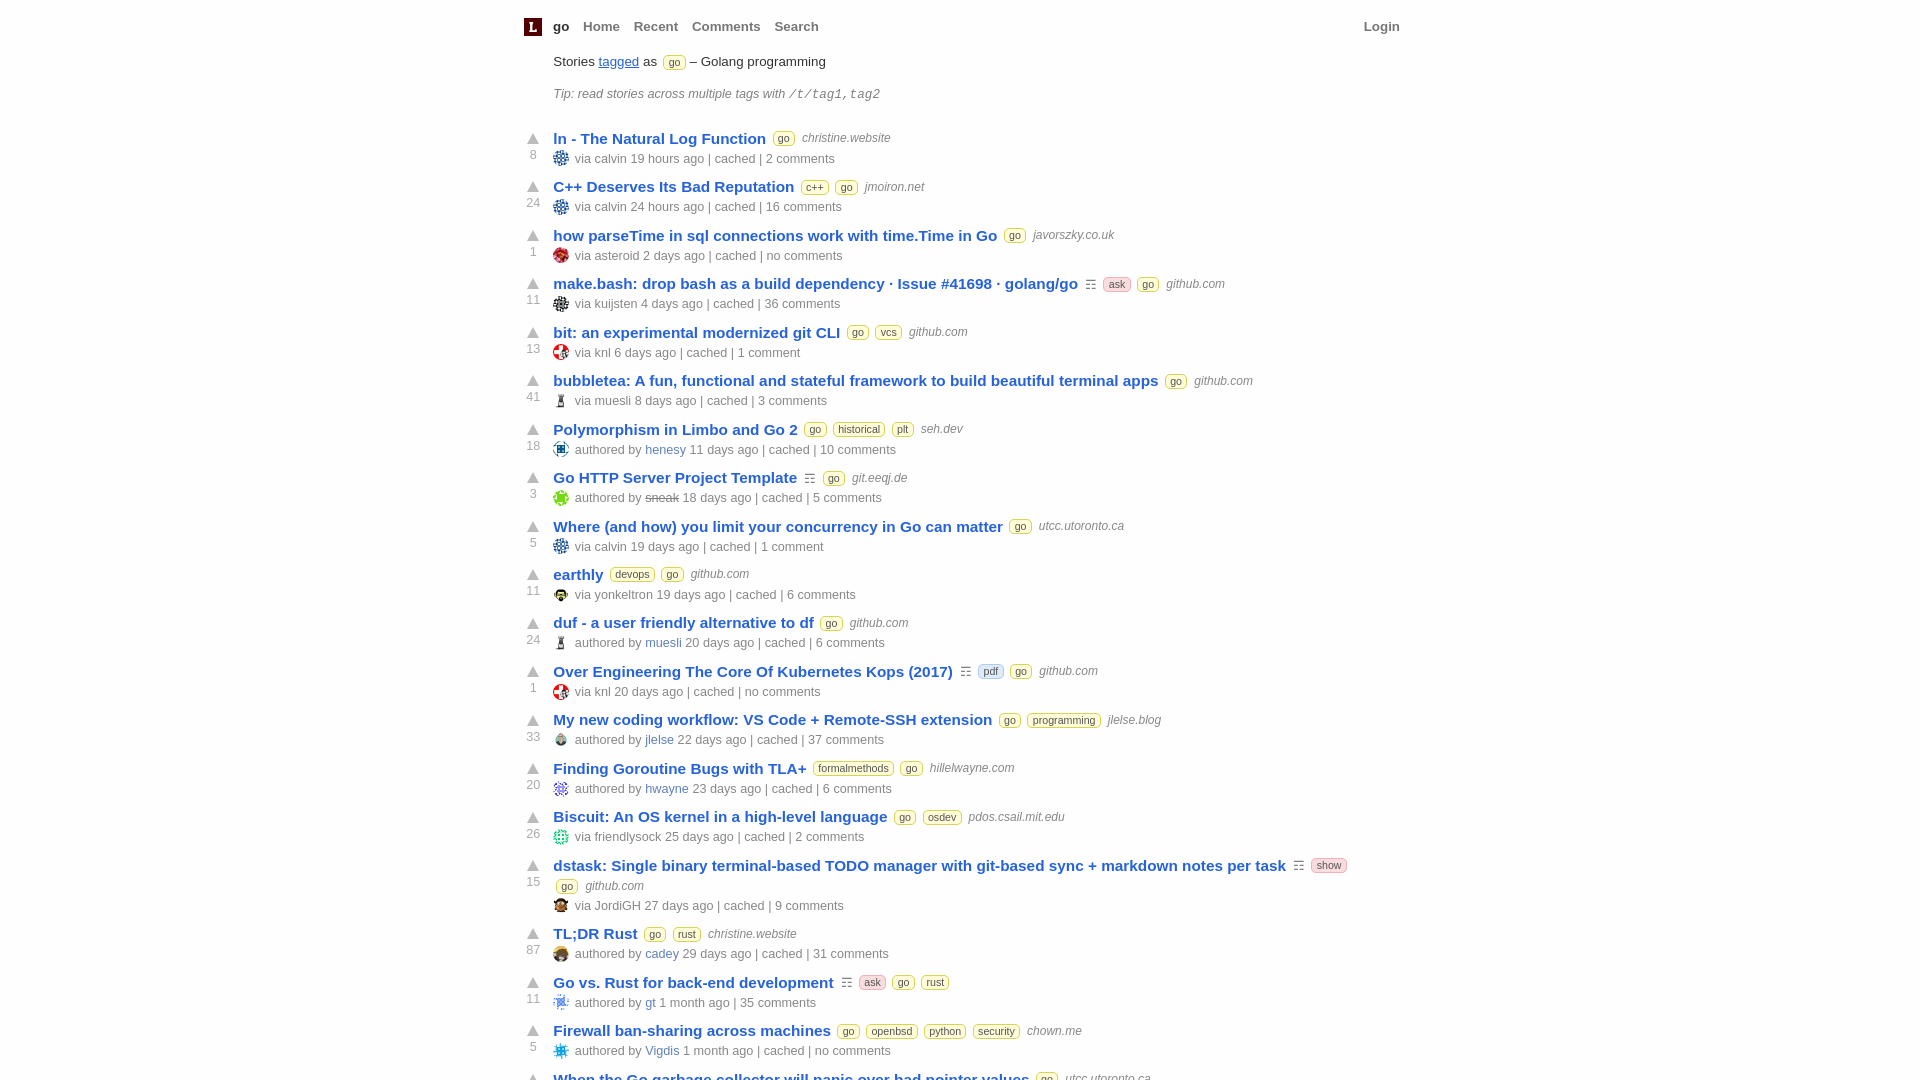 L go Home Recent Comments Search Login
Stories tagged as go – Golang programming
Tip: read stories across multiple tags with /t/tag1,tag2
ln - The Natural Log Function go christine.website
8 via calvin 19 hours ago | cached | 2 comments
C++ Deserves Its Bad Reputation c++ go jmoiron.net
24 via calvin 24 hours ago | cached | 16 comments
how parseTime in sql connections work with time.Time in Go go javorszky.co.uk
1 via asteroid 2 days ago | cached | no comments
make.bash: drop bash as a build dependency · Issue #41698 · golang/go ☶ ask go github.com
11 via kuijsten 4 days ago | cached | 36 comments
bit: an experimental modernized git CLI go vcs github.com
13 via knl 6 days ago | cached | 1 comment
bubbletea: A fun, functional and stateful framework to build beautiful terminal apps go github.com
41 via muesli 8 days ago | cached | 3 comments
Polymorphism in Limbo and Go 2 go historical plt seh.dev
18 authored by henesy 11 days ago | cached | 10 comments
Go HTTP Server Project Template ☶ go git.eeqj.de
3 authored by sneak 18 days ago | cached | 5 comments
Where (and how) you limit your concurrency in Go can matter go utcc.utoronto.ca
5 via calvin 19 days ago | cached | 1 comment
earthly devops go github.com
11 via yonkeltron 19 days ago | cached | 6 comments
duf - a user friendly alternative to df go github.com
24 authored by muesli 20 days ago | cached | 6 comments
Over Engineering The Core Of Kubernetes Kops (2017) ☶ pdf go github.com
1 via knl 20 days ago | cached | no comments
My new coding workflow: VS Code + Remote-SSH extension go programming jlelse.blog
33 authored by jlelse 22 days ago | cached | 37 comments
Finding Goroutine Bugs with TLA+ formalmethods go hillelwayne.com
20 authored by hwayne 23 days ago | cached | 6 comments
Biscuit: An OS kernel in a high-level language go osdev pdos.csail.mit.edu
26 via friendlysock 25 days ago | cached | 2 comments
dstask: Single binary terminal-based TODO manager with git-based sync + markdown notes per task ☶ show
15 go github.com
via JordiGH 27 days ago | cached | 9 comments
TL;DR Rust go rust christine.website
87 authored by cadey 29 days ago | cached | 31 comments
Go vs. Rust for back-end development ☶ ask go rust
11 authored by gt 1 month ago | 35 comments
Firewall ban-sharing across machines go openbsd python security chown.me
5 authored by Vigdis 1 month ago | cached | no comments
When the Go garbage collector will panic over bad pointer values go utcc.utoronto.ca